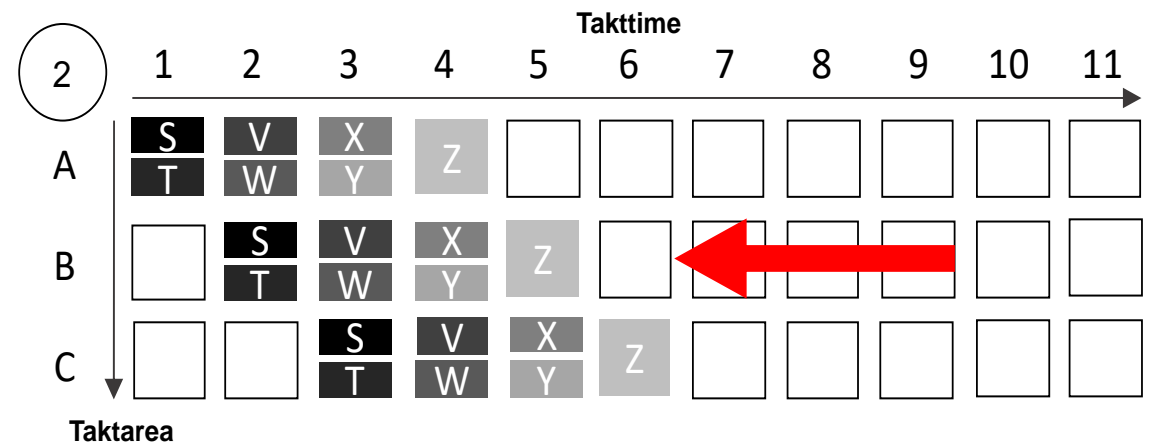 Takttime
2 1 2 3 4 5 6 7 8 9 10 11
S V X
A Z
T W Y
S V X
B Z
T W Y
S V X
C Z
T W Y
Taktarea